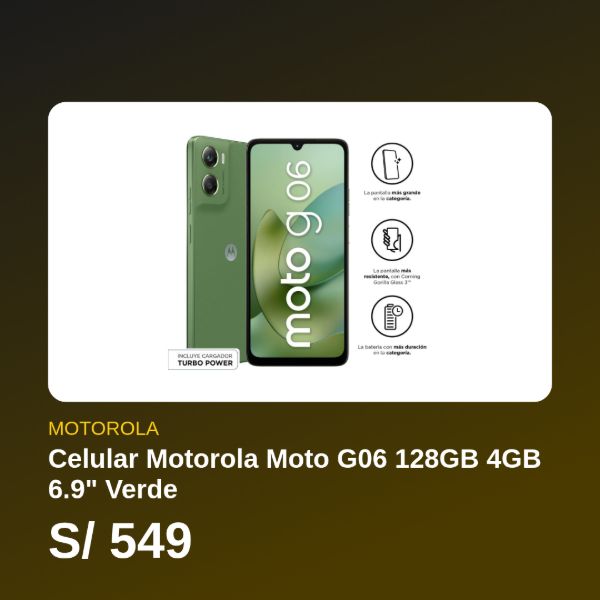 moto g06
La pantalla más grande
en la categoría.
La pantalla más
resistente, con Corning
Gorilla Glass 3™
La batería con más duración
en la categoría.
INCLUYE CARGADOR
TURBO POWER
MOTOROLA
Celular Motorola Moto G06 128GB 4GB
6.9" Verde
S/ 549